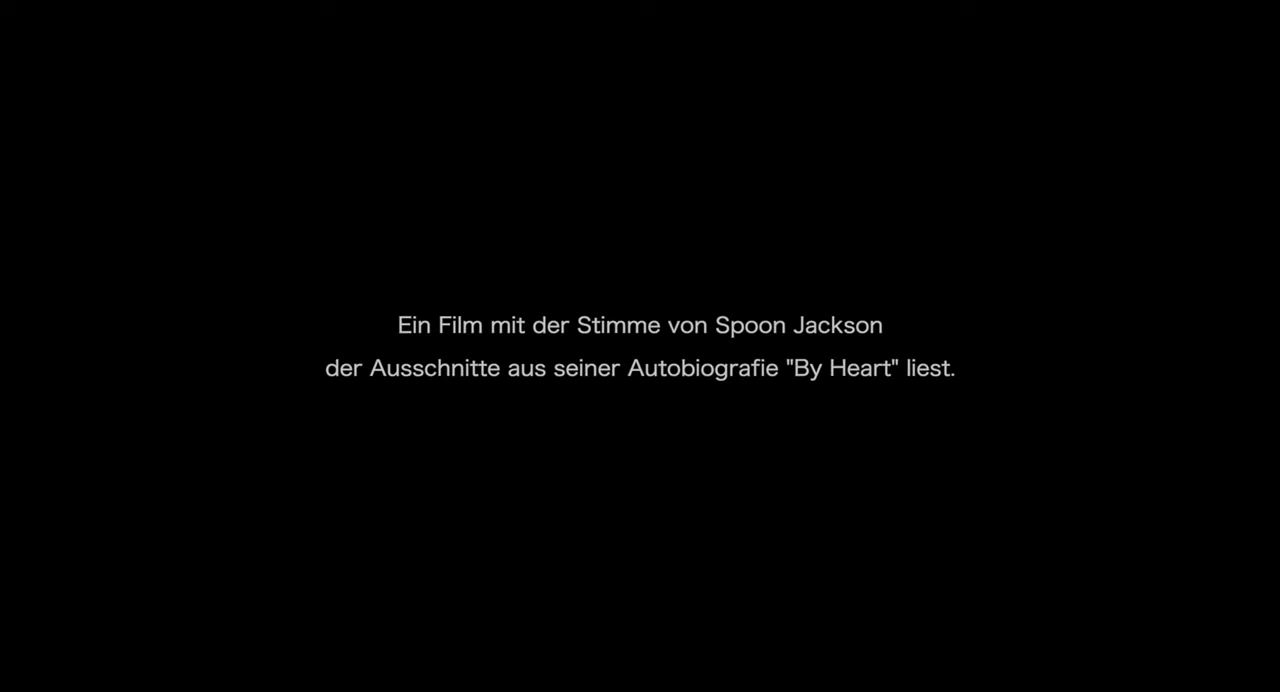 Ein Film mit der Stimme von Spoon Jackson
der Ausschnitte aus seiner Autobiografie "By Heart" liest.